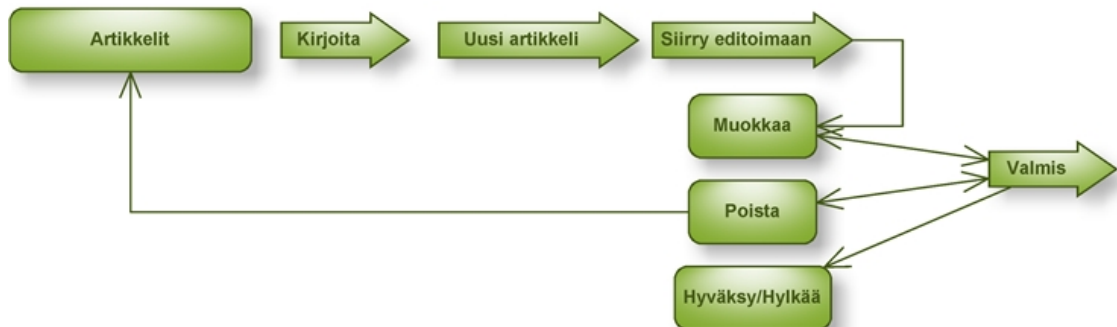 Artikkelit
Kirjoita
Uusi artikkeli
Siirry editoimaan
Muokkaa
Valmis
Poista
Hyväksy/Hylkää